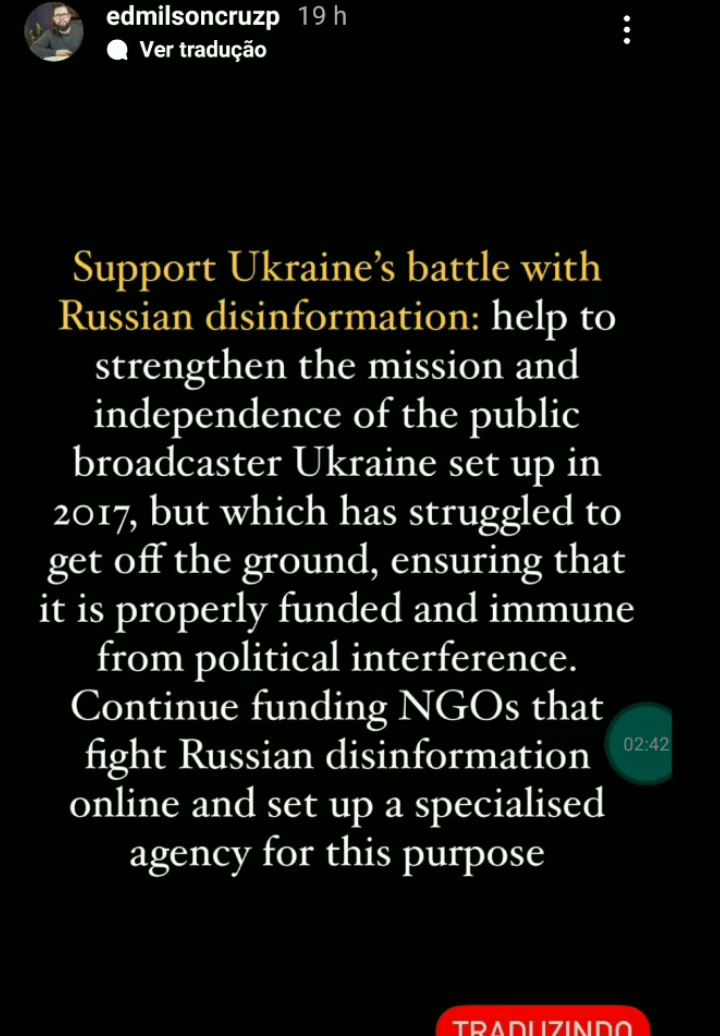 edmilsoncruzp 19 h
Ver tradução
Support Ukraine's battle with
Russian disinformation: help to
strengthen the mission and
independence of the public
broadcaster Ukraine set up in
2017, but which has struggled to
get off the ground, ensuring that
it is properly funded and immune
from political interference.
Continue funding NGOs that
02:42
fight Russian disinformation
online and set up a specialised
agency for this purpose
TRADUZINDO